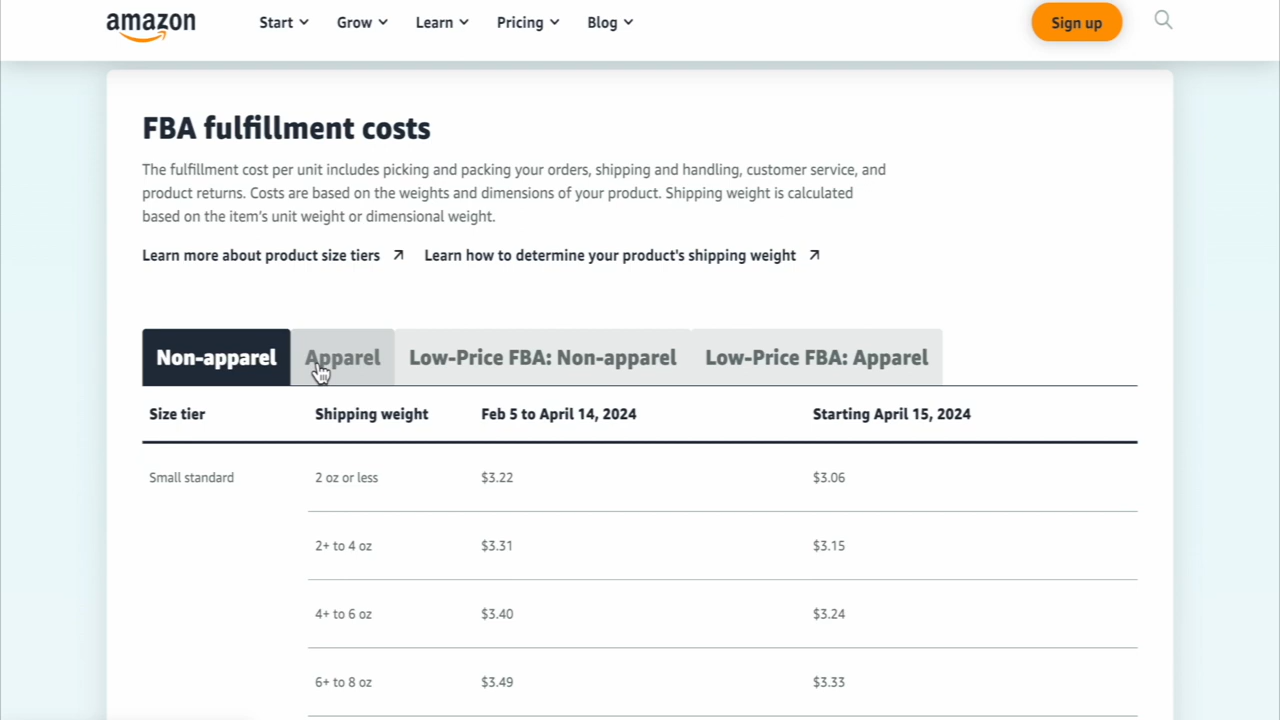 amazon
Start Grow Learn Pricing Blog Sign up
FBA fulfillment costs
The fulfillment cost per unit includes picking and packing your orders, shipping and handling, customer service, and
product returns. Costs are based on the weights and dimensions of your product. Shipping weight is calculated
based on the item's unit weight or dimensional weight.
Learn more about product size tiers Learn how to determine your product's shipping weight
Non-apparel Apparel Low-Price FBA: Non-apparel Low-Price FBA: Apparel
Size tier Shipping weight Feb 5 to April 14, 2024 Starting April 15, 2024
Small standard 2 oz or less $3.22 $3.06
2+ to 4 oz $3.31 $3.15
4+ to 6 oz $3.40 $3.24
6+ to 8 oz $3.49 $3.33